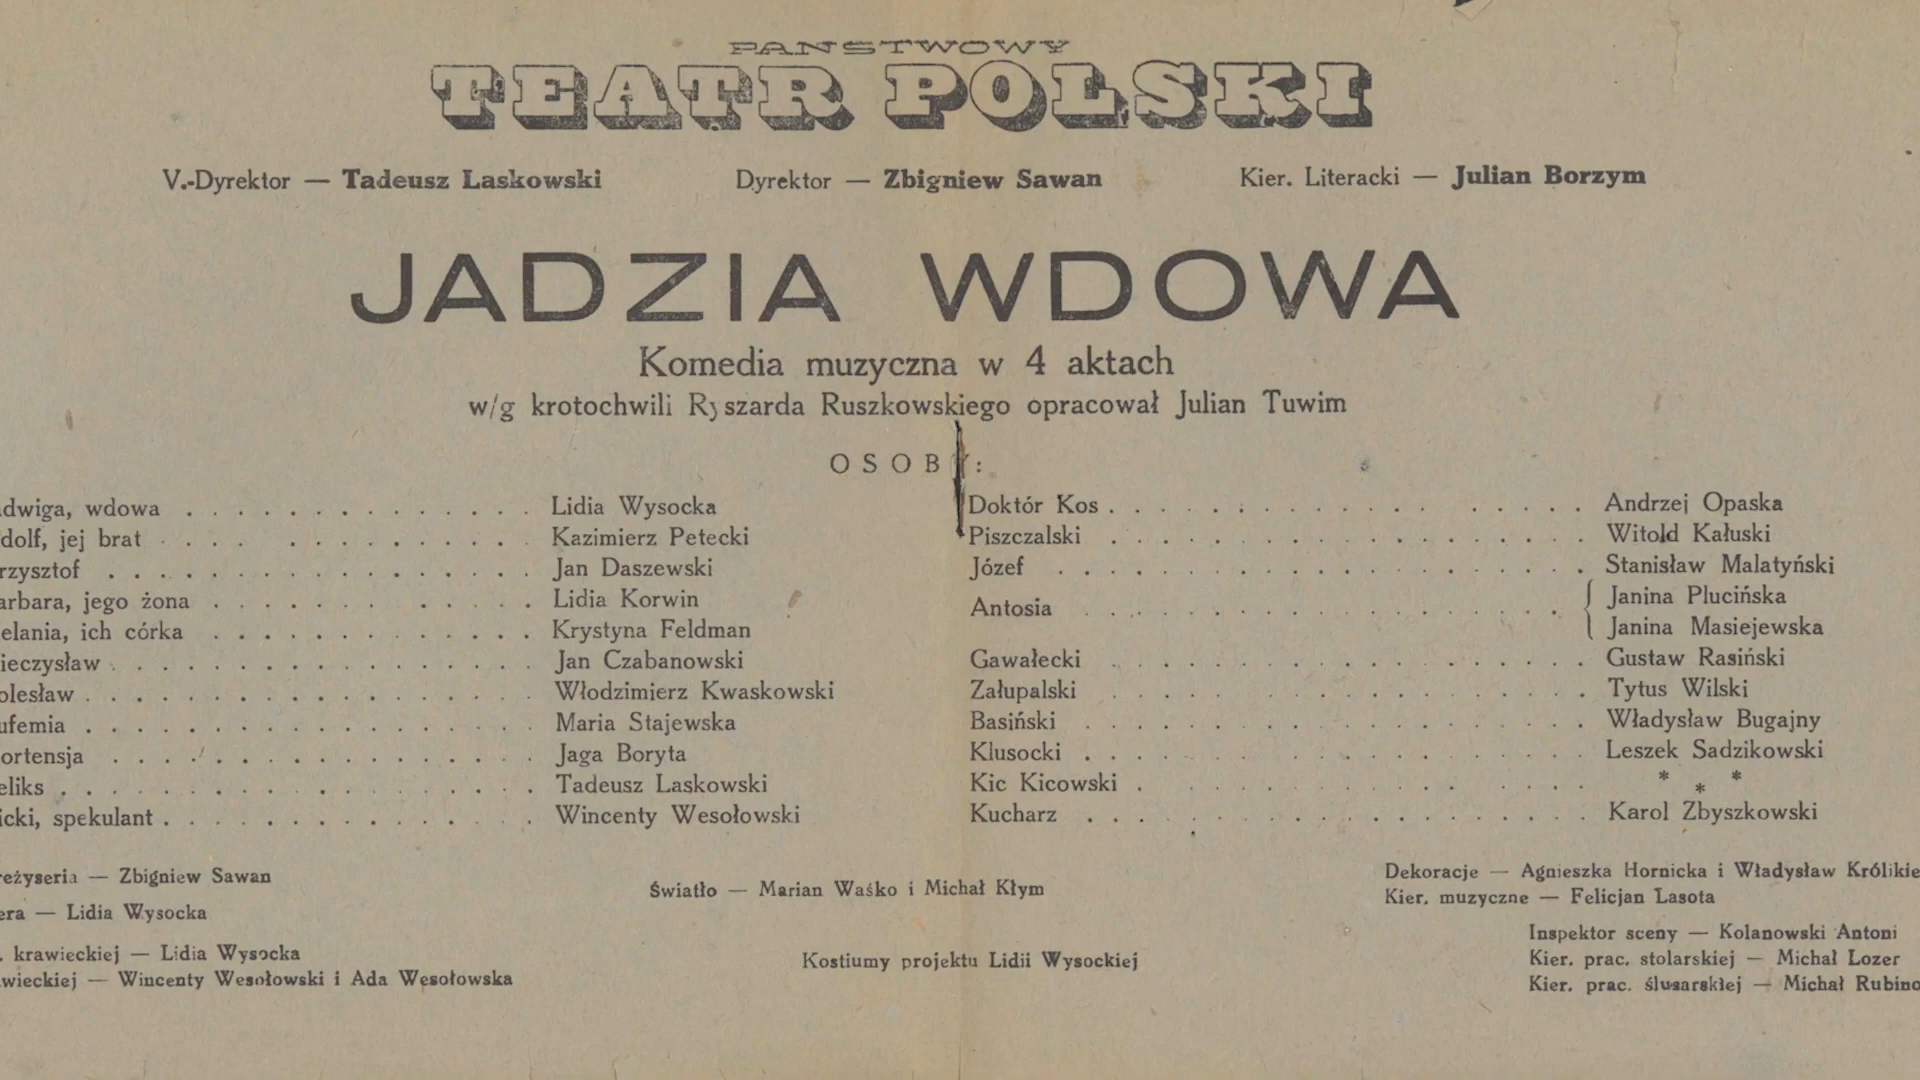 PAŃSTWOWY
TEATR POLSKI
V.-Dyrektor — Tadeusz Laskowski Dyrektor — Zbigniew Sawan Kier. Literacki — Julian Borzym
JADZIA WDOWA
Komedia muzyczna w 4 aktach
w/g krotochwili Ryszarda Ruszkowskiego opracował Julian Tuwim
OSOBY:
dwiga, wdowa . . . . . Lidia Wysocka
dolf, jej brat . . . . . Kazimierz Petecki
rzysztof . . . . . Jan Daszewski
arbara, jego żona . . . . . Lidia Korwin
elania, ich córka . . . . . Krystyna Feldman
ieczysław . . . . . Jan Czabanowski
olesław . . . . . Włodzimierz Kwaskowski
ufemia . . . . . Maria Stajewska
ortensja . . . . . Jaga Boryta
eliks . . . . . Tadeusz Laskowski
icki, spekulant . . . . . Wincenty Wesołowski
Doktór Kos . . . . . Andrzej Opaska
Piszczalski . . . . . Witold Kałuski
Józef . . . . . Stanisław Malatyński
Antosia . . . . . { Janina Plucińska
Janina Masiejewska
Gawałecki . . . . . Gustaw Rasiński
Załupalski . . . . . Tytus Wilski
Basiński . . . . . Władysław Bugajny
Klusocki . . . . . Leszek Sadzikowski
Kic Kicowski . . . . . * * *
Kucharz . . . . . Karol Zbyszkowski
eżyseria — Zbigniew Sawan
era — Lidia Wysocka
. krawieckiej — Lidia Wysocka
wieckiej — Wincenty Wesołowski i Ada Wesołowska
Światło — Marian Waśko i Michał Kłym
Kostiumy projektu Lidii Wysockiej
Dekoracje — Agnieszka Hornicka i Władysław Królikie
Kier. muzyczne — Felicjan Lasota
Inspektor sceny — Kolanowski Antoni
Kier. prac. stolarskiej — Michał Lozer
Kier. prac. ślusarskiej — Michał Rubino